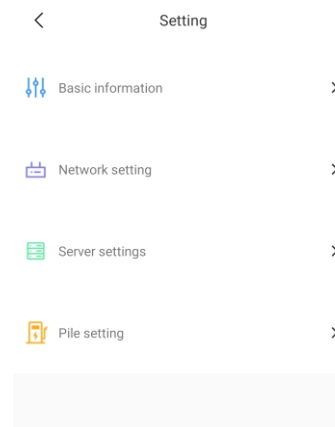 Setting
Basic information
Network setting
Server settings
Pile setting